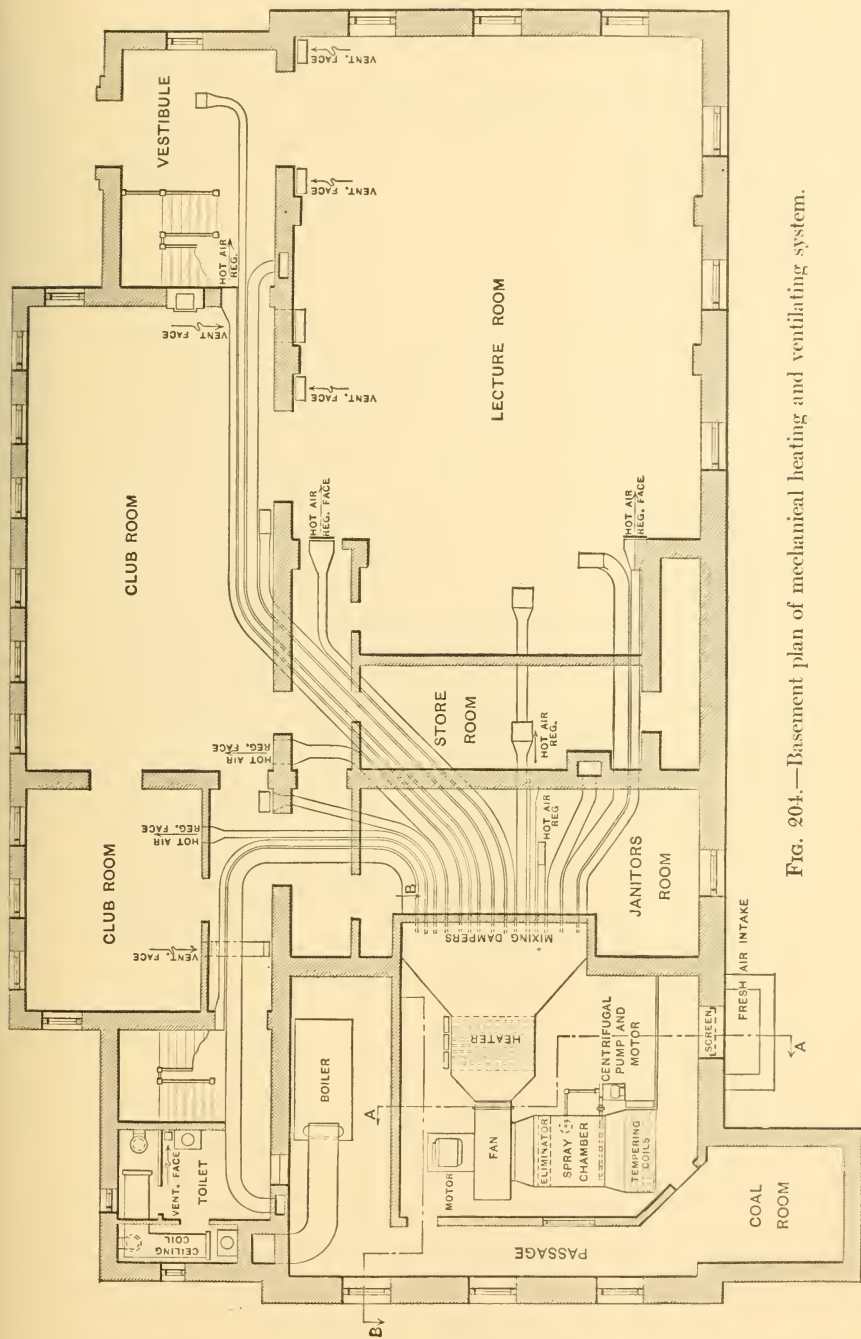 VESTIBULE
VENT. FACE
HOT AIR
REG.
VENT FACE
CLUB ROOM
VENT. FACE
VENT. FACE
LECTURE ROOM
HOT AIR
REG. FACE
HOT AIR
REG. FACE
CLUB ROOM
HOT AIR
REG. FACE
HOT AIR
REG. FACE
VENT. FACE
STORE
ROOM
HOT AIR
REG.
HOT AIR
REG
JANITORS
ROOM
B
MIXING DAMPERS
HEATER
BOILER
TOILET
VENT. FACE
CEILING
COIL
A
FAN
MOTOR
ELIMINATOR
SPRAY
CHAMBER
TEMPERING
COILS
CENTRIFUGAL
PUMP AND
MOTOR
SCREEN
FRESH AIR INTAKE
A
PASSAGE
COAL
ROOM
B
FIG. 204.—Basement plan of mechanical heating and ventilating system.